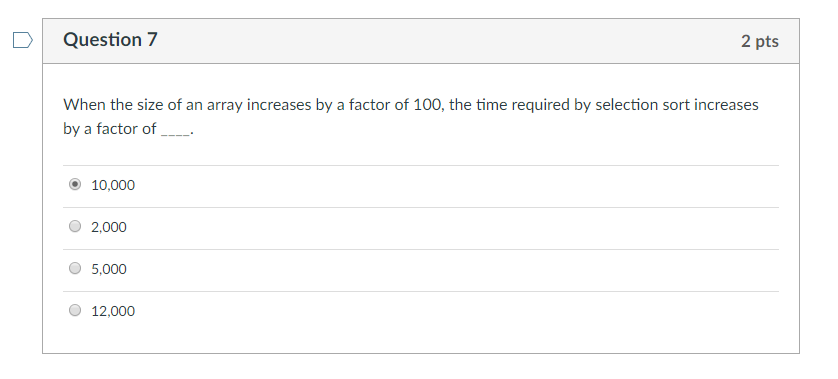 Question 7
2 pts
When the size of an array increases by a factor of 100, the time required by selection sort increases
by a factor of ____.
10,000
2,000
5,000
12,000